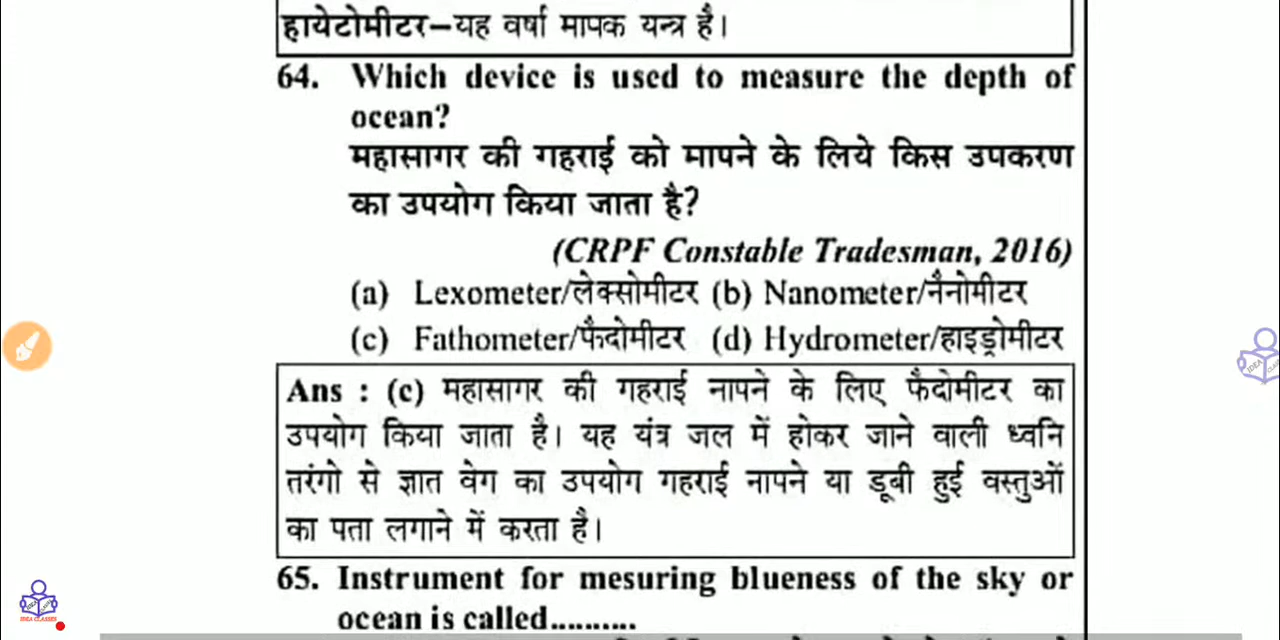 हायेटोमीटर–यह वर्षा मापक यन्त्र है।
64. Which device is used to measure the depth of
ocean?
महासागर की गहराई को मापने के लिये किस उपकरण
का उपयोग किया जाता है?
(CRPF Constable Tradesman, 2016)
(a) Lexometer/लेक्सोमीटर (b) Nanometer/नैनोमीटर
(c) Fathometer/फैदोमीटर (d) Hydrometer/हाइड्रोमीटर
Ans : (c) महासागर की गहराई नापने के लिए फैदोमीटर का
उपयोग किया जाता है। यह यंत्र जल में होकर जाने वाली ध्वनि
तरंगो से ज्ञात वेग का उपयोग गहराई नापने या डूबी हुई वस्तुओं
का पता लगाने में करता है।
65. Instrument for mesuring blueness of the sky or
ocean is called..........
IDEA CLASSES